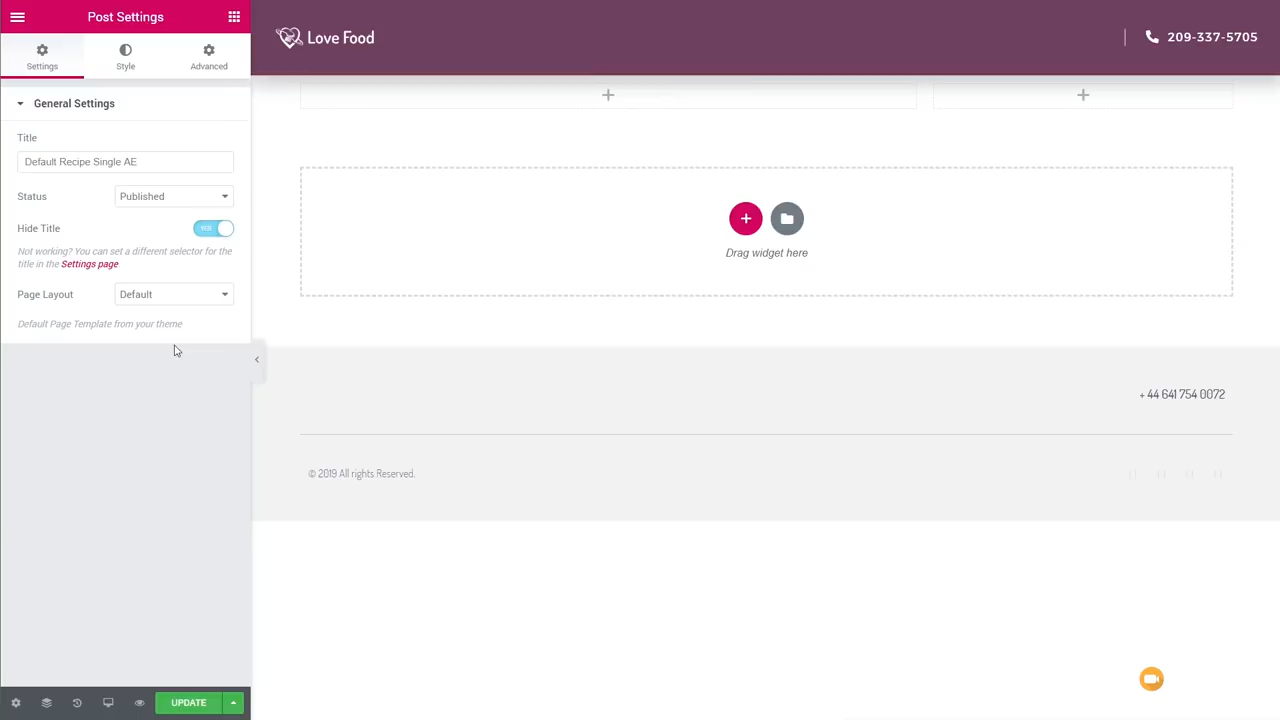 Post Settings
Settings
Style
Advanced
General Settings
Title
Default Recipe Single AE
Status
Published
Hide Title
YES
Not working? You can set a different selector for the
title in the Settings page
Page Layout
Default
Default Page Template from your theme
UPDATE
Love Food
209-337-5705
Drag widget here
+ 44 641 754 0072
© 2019 All rights Reserved.